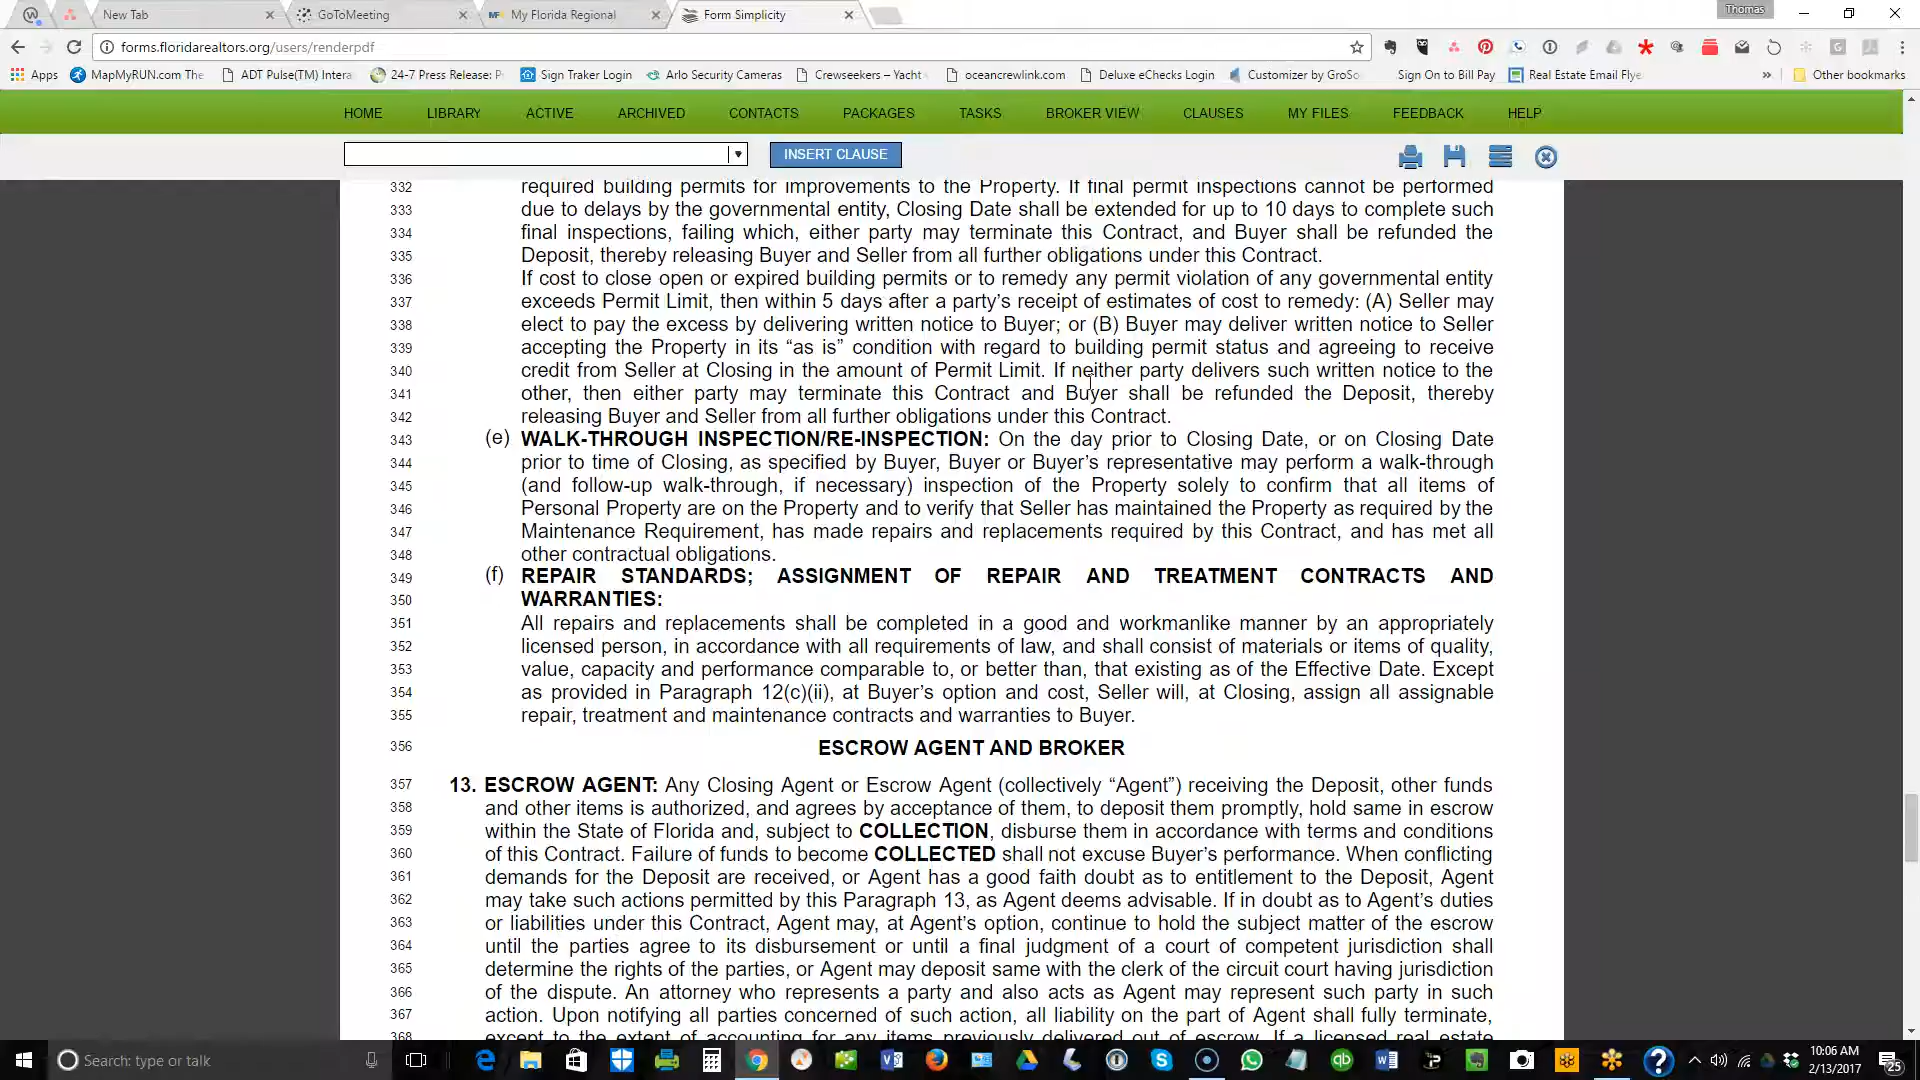 New Tab
GoToMeeting
My Florida Regional
Form Simplicity
Thomas
forms.floridarealtors.org/users/renderpdf
Apps
MapMyRUN.com The
ADT Pulse(TM) Intera
24-7 Press Release: P
Sign Traker Login
Arlo Security Cameras
Crewseekers – Yacht
oceancrewlink.com
Deluxe eChecks Login
Customizer by GroSo
Sign On to Bill Pay
Real Estate Email Flye
»
Other bookmarks
HOME LIBRARY ACTIVE ARCHIVED CONTACTS PACKAGES TASKS BROKER VIEW CLAUSES MY FILES FEEDBACK HELP
INSERT CLAUSE
332 required building permits for improvements to the Property. If final permit inspections cannot be performed
333 due to delays by the governmental entity, Closing Date shall be extended for up to 10 days to complete such
334 final inspections, failing which, either party may terminate this Contract, and Buyer shall be refunded the
335 Deposit, thereby releasing Buyer and Seller from all further obligations under this Contract.
336 If cost to close open or expired building permits or to remedy any permit violation of any governmental entity
337 exceeds Permit Limit, then within 5 days after a party’s receipt of estimates of cost to remedy: (A) Seller may
338 elect to pay the excess by delivering written notice to Buyer; or (B) Buyer may deliver written notice to Seller
339 accepting the Property in its “as is” condition with regard to building permit status and agreeing to receive
340 credit from Seller at Closing in the amount of Permit Limit. If neither party delivers such written notice to the
341 other, then either party may terminate this Contract and Buyer shall be refunded the Deposit, thereby
342 releasing Buyer and Seller from all further obligations under this Contract.
343 (e) WALK-THROUGH INSPECTION/RE-INSPECTION: On the day prior to Closing Date, or on Closing Date
344 prior to time of Closing, as specified by Buyer, Buyer or Buyer’s representative may perform a walk-through
345 (and follow-up walk-through, if necessary) inspection of the Property solely to confirm that all items of
346 Personal Property are on the Property and to verify that Seller has maintained the Property as required by the
347 Maintenance Requirement, has made repairs and replacements required by this Contract, and has met all
348 other contractual obligations.
349 (f) REPAIR STANDARDS; ASSIGNMENT OF REPAIR AND TREATMENT CONTRACTS AND
350 WARRANTIES:
351 All repairs and replacements shall be completed in a good and workmanlike manner by an appropriately
352 licensed person, in accordance with all requirements of law, and shall consist of materials or items of quality,
353 value, capacity and performance comparable to, or better than, that existing as of the Effective Date. Except
354 as provided in Paragraph 12(c)(ii), at Buyer’s option and cost, Seller will, at Closing, assign all assignable
355 repair, treatment and maintenance contracts and warranties to Buyer.
356 ESCROW AGENT AND BROKER
357 13. ESCROW AGENT: Any Closing Agent or Escrow Agent (collectively “Agent”) receiving the Deposit, other funds
358 and other items is authorized, and agrees by acceptance of them, to deposit them promptly, hold same in escrow
359 within the State of Florida and, subject to COLLECTION, disburse them in accordance with terms and conditions
360 of this Contract. Failure of funds to become COLLECTED shall not excuse Buyer’s performance. When conflicting
361 demands for the Deposit are received, or Agent has a good faith doubt as to entitlement to the Deposit, Agent
362 may take such actions permitted by this Paragraph 13, as Agent deems advisable. If in doubt as to Agent’s duties
363 or liabilities under this Contract, Agent may, at Agent’s option, continue to hold the subject matter of the escrow
364 until the parties agree to its disbursement or until a final judgment of a court of competent jurisdiction shall
365 determine the rights of the parties, or Agent may deposit same with the clerk of the circuit court having jurisdiction
366 of the dispute. An attorney who represents a party and also acts as Agent may represent such party in such
367 action. Upon notifying all parties concerned of such action, all liability on the part of Agent shall fully terminate,
368 except to the extent of accounting for any items previously delivered out of escrow. If a licensed real estate
Search: type or talk
10:06 AM
2/13/2017
25